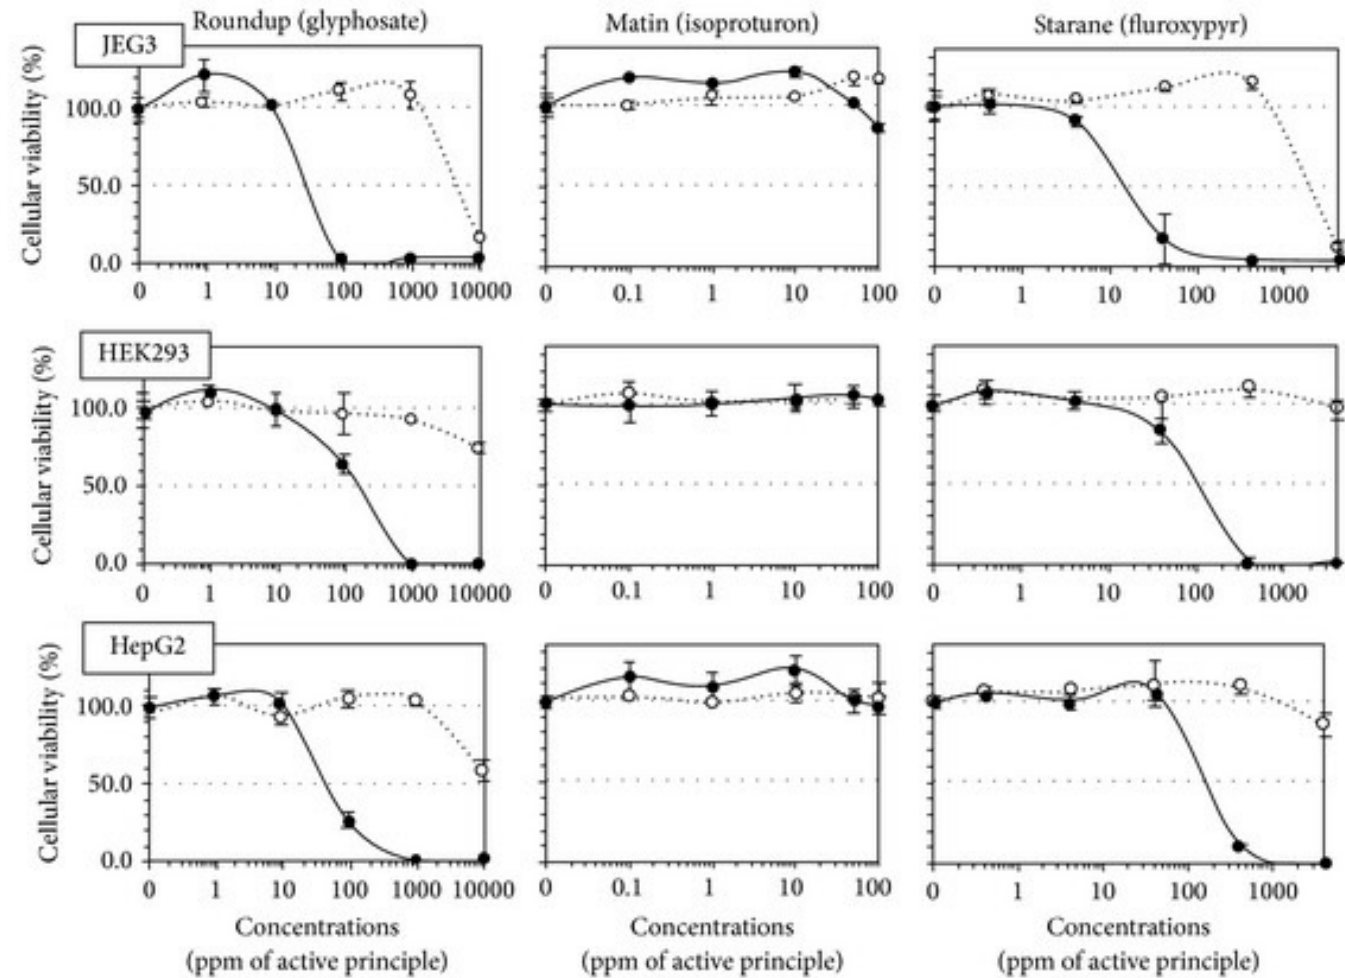 Roundup (glyphosate) Matin (isoproturon) Starane (fluroxypyr)
JEG3
Cellular viability (%)
100.0
50.0
0.0
0 1 10 100 1000 10000
0 0.1 1 10 100
0 1 10 100 1000
HEK293
Cellular viability (%)
100.0
50.0
0.0
0 1 10 100 1000 10000
0 0.1 1 10 100
0 1 10 100 1000
HepG2
Cellular viability (%)
100.0
50.0
0.0
0 1 10 100 1000 10000
0 0.1 1 10 100
0 1 10 100 1000
Concentrations
(ppm of active principle)
Concentrations
(ppm of active principle)
Concentrations
(ppm of active principle)